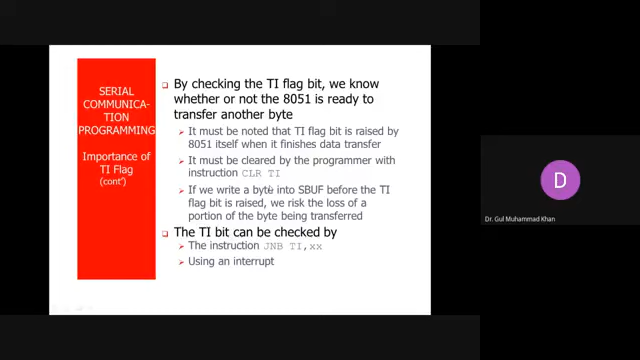 SERIAL
COMMUNICA-
TION
PROGRAMMING
Importance of
TI Flag
(cont')
By checking the TI flag bit, we know
whether or not the 8051 is ready to
transfer another byte
It must be noted that TI flag bit is raised by
8051 itself when it finishes data transfer
It must be cleared by the programmer with
instruction CLR TI
If we write a byte into SBUF before the TI
flag bit is raised, we risk the loss of a
portion of the byte being transferred
The TI bit can be checked by
The instruction JNB TI,xx
Using an interrupt
D
Dr. Gul Muhammad Khan